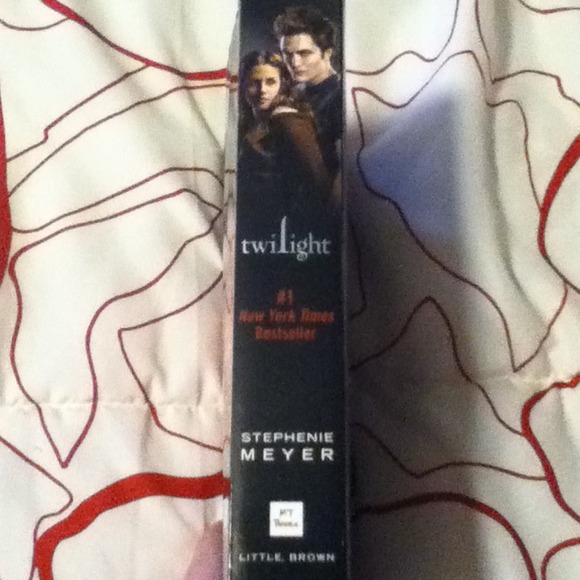 twilight
#1
New York Times
Bestseller
STEPHENIE
MEYER
LITTLE, BROWN